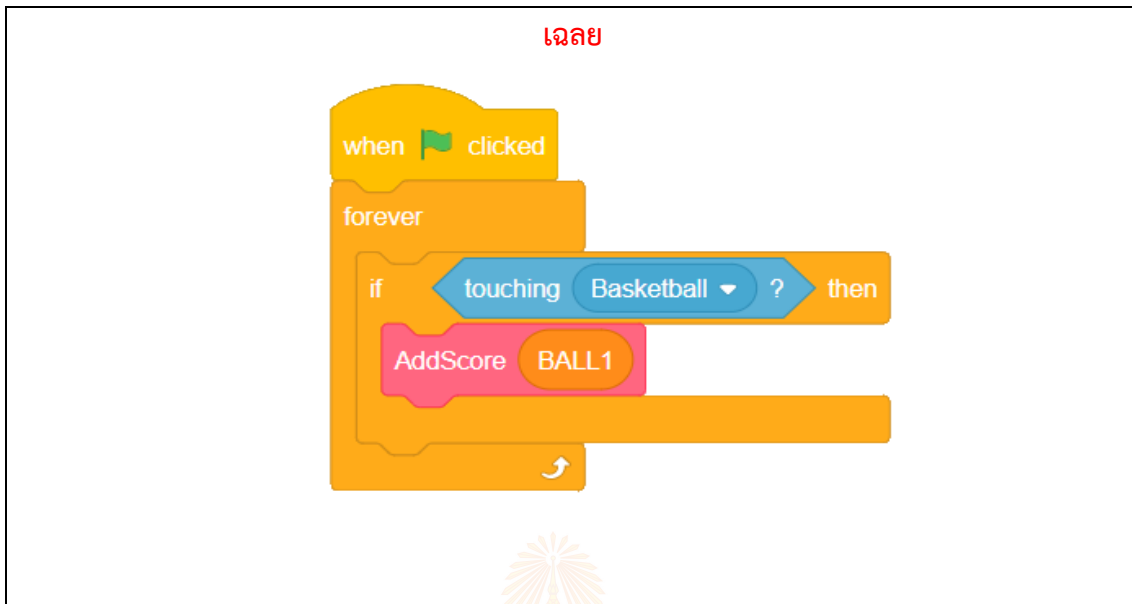 เฉลย
when clicked
forever
if touching Basketball ? then
AddScore BALL1